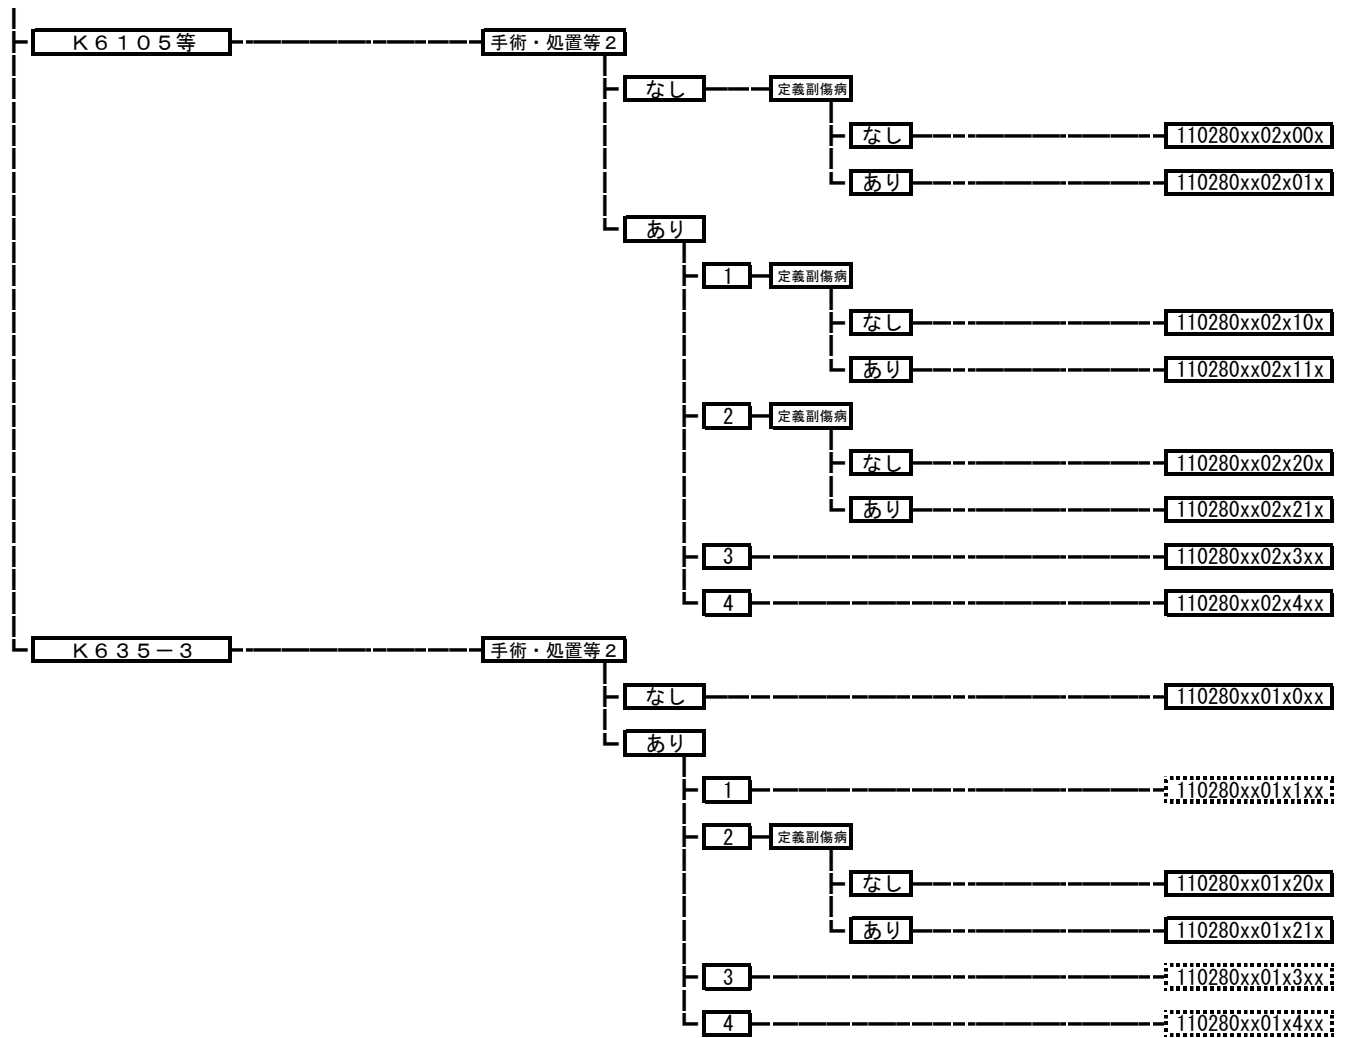 Ｋ６１０５等 手術・処置等２
なし 定義副傷病
なし 110280xx02x00x
あり 110280xx02x01x
あり
1 定義副傷病
なし 110280xx02x10x
あり 110280xx02x11x
2 定義副傷病
なし 110280xx02x20x
あり 110280xx02x21x
3 110280xx02x3xx
4 110280xx02x4xx
Ｋ６３５－３ 手術・処置等２
なし 110280xx01x0xx
あり
1 110280xx01x1xx
2 定義副傷病
なし 110280xx01x20x
あり 110280xx01x21x
3 110280xx01x3xx
4 110280xx01x4xx